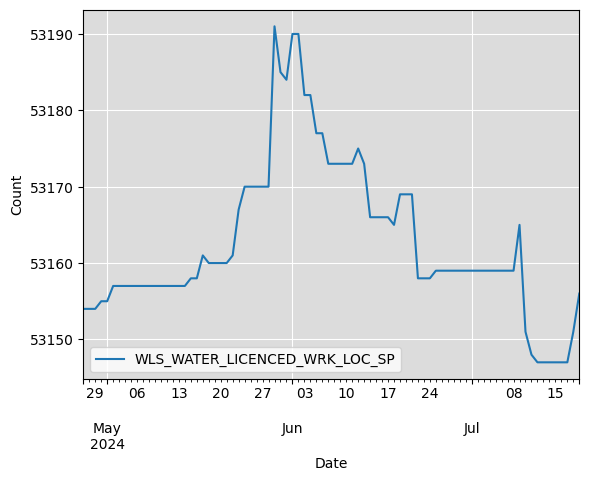 53190
53180
53170
53160
53150
Count
WLS_WATER_LICENCED_WRK_LOC_SP
29 06 13 20 27 03 10 17 24 08 15
May Jun Jul
2024
Date